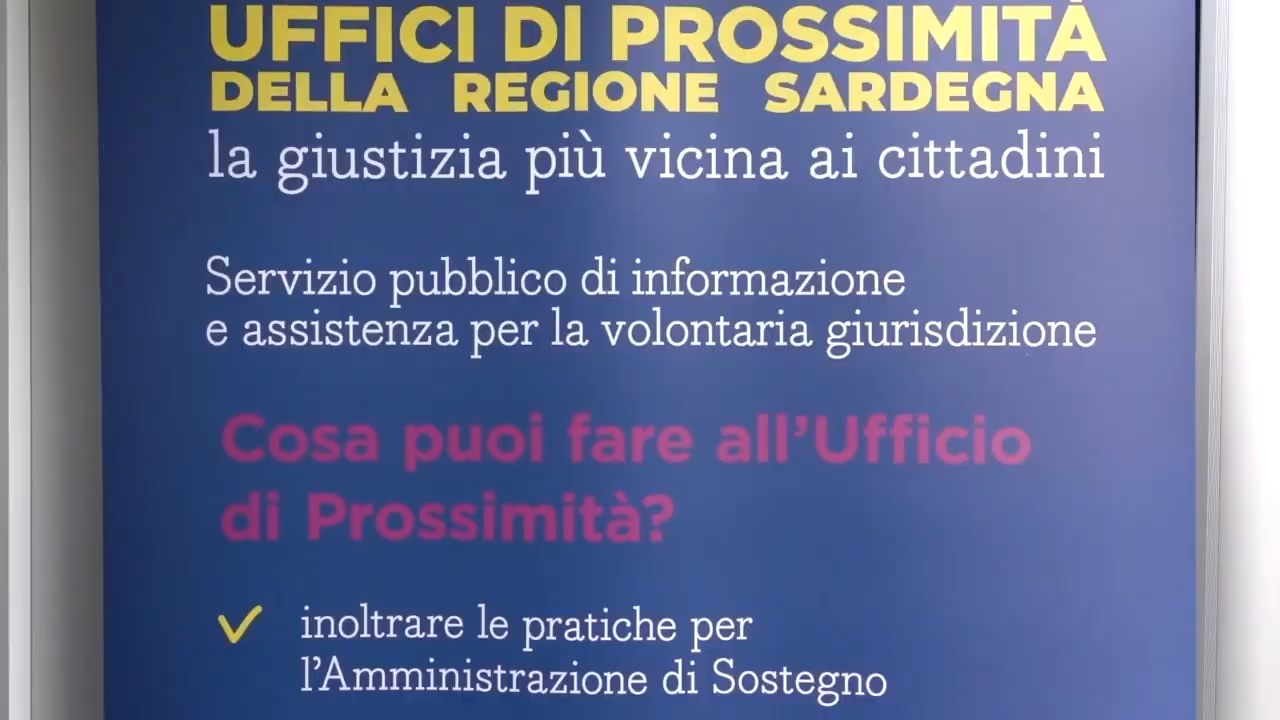 UFFICI DI PROSSIMITÀ
DELLA REGIONE SARDEGNA
la giustizia più vicina ai cittadini
Servizio pubblico di informazione
e assistenza per la volontaria giurisdizione
Cosa puoi fare all'Ufficio
di Prossimità?
inoltrare le pratiche per
l'Amministrazione di Sostegno